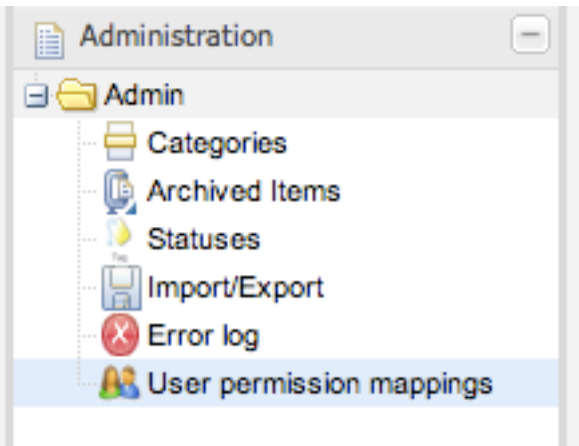 Administration
Admin
Categories
Archived Items
Statuses
Import/Export
Error log
User permission mappings